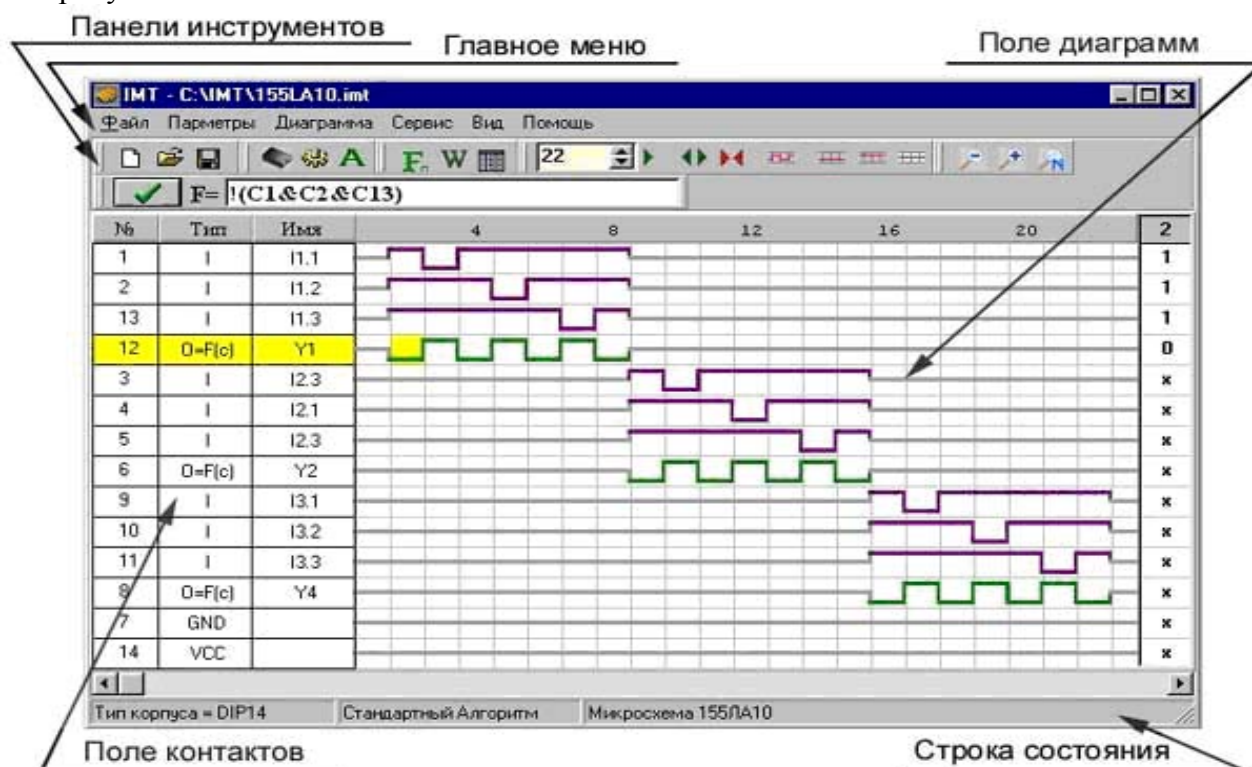 Панели инструментов
Главное меню
Поле диаграмм
IMT - C:\IMT\155LA10.imt
Файл Парметры Диаграмма Сервис Вид Помощь
A F W 22 N
F= !(C1&C2&C13)
№ Тип Имя 4 8 12 16 20 2
1 I I1.1 1
2 I I1.2 1
13 I I1.3 1
12 O=F(c) Y1 0
3 I I2.3 x
4 I I2.1 x
5 I I2.3 x
6 O=F(c) Y2 x
9 I I3.1 x
10 I I3.2 x
11 I I3.3 x
8 O=F(c) Y4 x
7 GND x
14 VCC x
Тип корпуса = DIP14 Стандартный Алгоритм Микросхема 155ЛА10
Поле контактов
Строка состояния